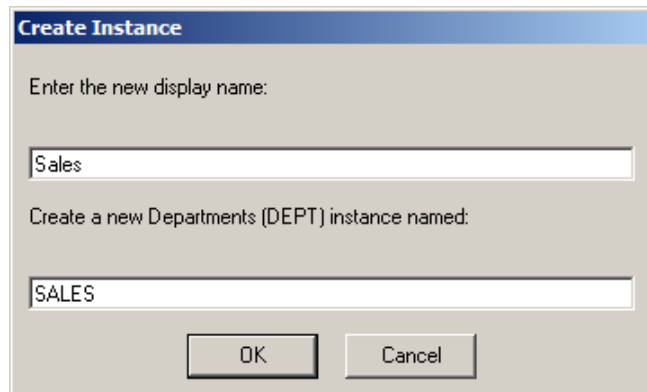 Create Instance
Enter the new display name:
Sales
Create a new Departments (DEPT) instance named:
SALES
OK Cancel